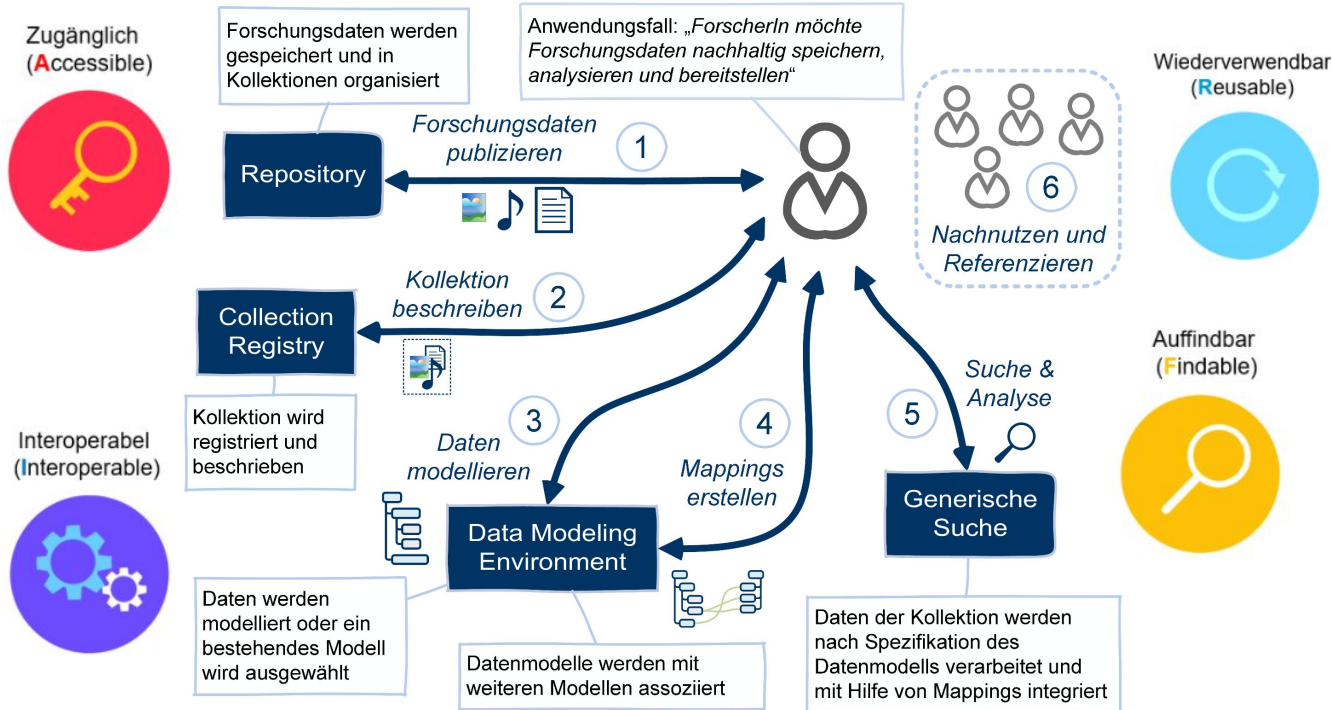 Zugänglich
(Accessible)
Forschungsdaten werden
gespeichert und in
Kollektionen organisiert
Anwendungsfall: „ForscherIn möchte
Forschungsdaten nachhaltig speichern,
analysieren und bereitstellen“
Wiederverwendbar
(Reusable)
Repository
Forschungsdaten
publizieren
1
6
Nachnutzen und
Referenzieren
Collection
Registry
Kollektion
beschreiben
2
Kollektion wird
registriert und
beschrieben
Auffindbar
(Findable)
Interoperabel
(Interoperable)
3
Daten
modellieren
4
Mappings
erstellen
5
Suche &
Analyse
Data Modeling
Environment
Generische
Suche
Daten werden
modelliert oder ein
bestehendes Modell
wird ausgewählt
Datenmodelle werden mit
weiteren Modellen assoziiert
Daten der Kollektion werden
nach Spezifikation des
Datenmodells verarbeitet und
mit Hilfe von Mappings integriert